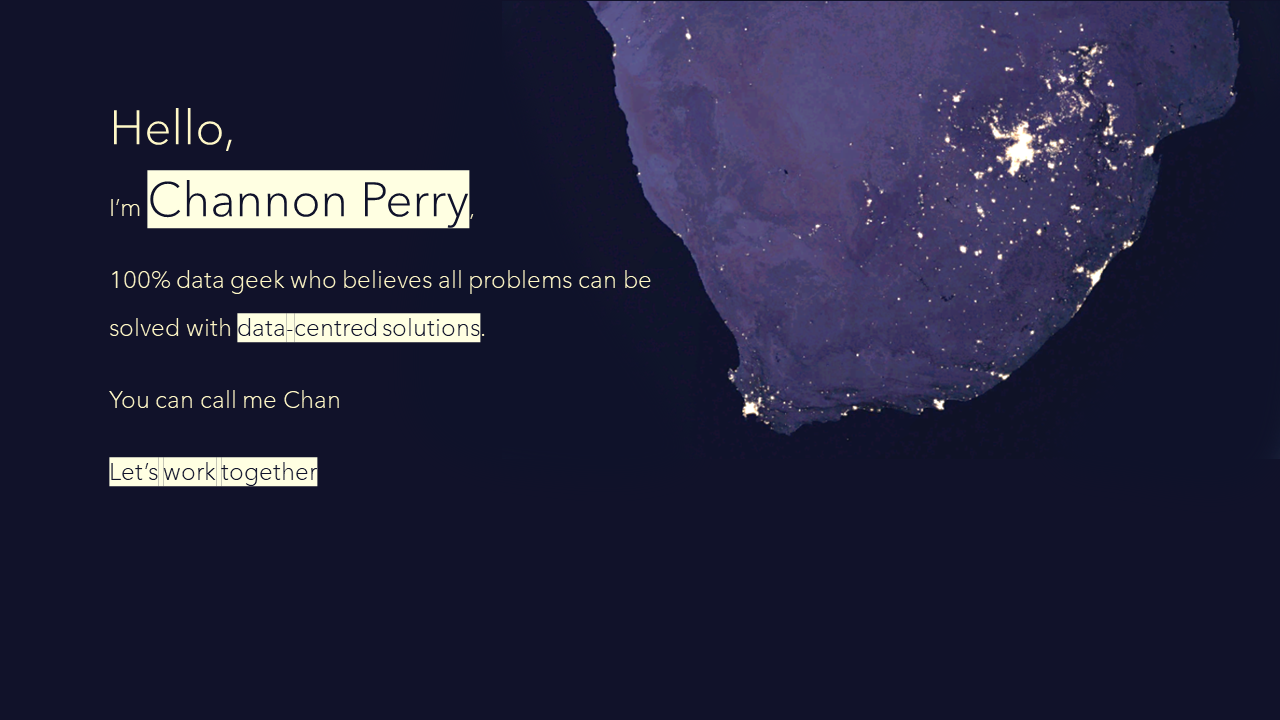 Hello,
I’m Channon Perry,
100% data geek who believes all problems can be
solved with data-centred solutions.
You can call me Chan
Let’s work together